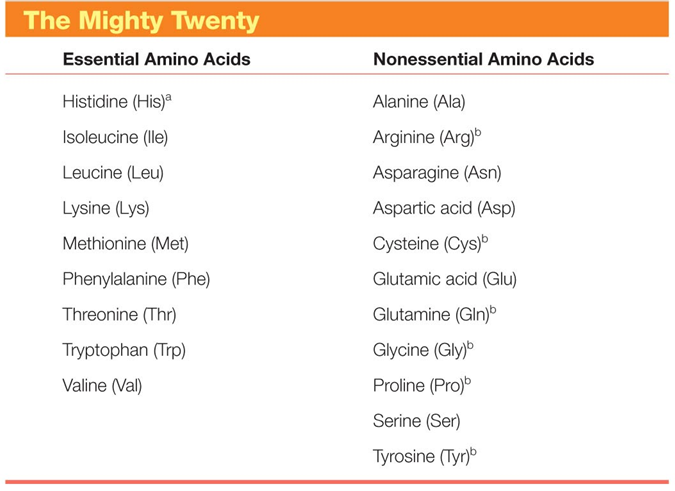 The Mighty Twenty
Essential Amino Acids Nonessential Amino Acids
Histidine (His)ᵃ Alanine (Ala)
Isoleucine (Ile) Arginine (Arg)ᵇ
Leucine (Leu) Asparagine (Asn)
Lysine (Lys) Aspartic acid (Asp)
Methionine (Met) Cysteine (Cys)ᵇ
Phenylalanine (Phe) Glutamic acid (Glu)
Threonine (Thr) Glutamine (Gln)ᵇ
Tryptophan (Trp) Glycine (Gly)ᵇ
Valine (Val) Proline (Pro)ᵇ
Serine (Ser)
Tyrosine (Tyr)ᵇ